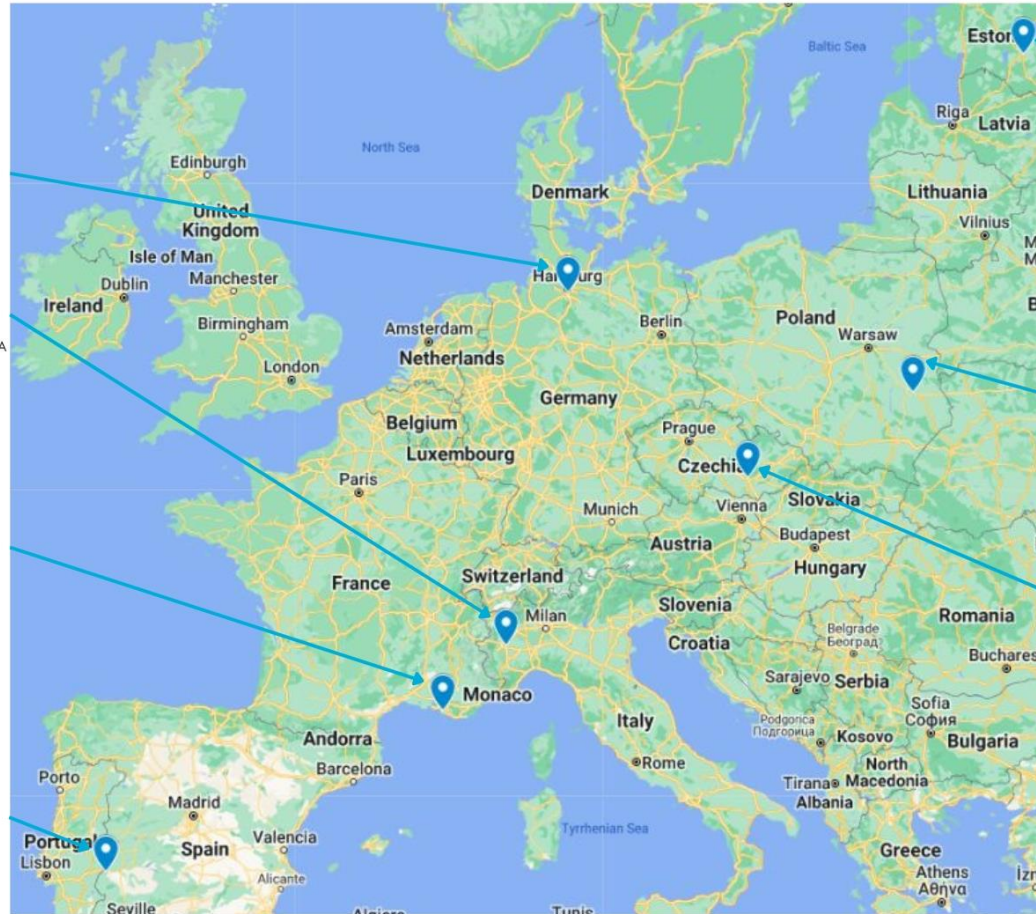 Baltic Sea
Eston
Riga
Latvia
North Sea
Edinburgh
Denmark
Lithuania
United
Kingdom
Vilnius
Isle of Man
Dublin
Manchester
Ireland
Birmingham
Amsterdam
Netherlands
Berlin
Poland
Warsaw
A
London
Germany
Belgium
Luxembourg
Prague
Czechia
Paris
Munich
Vienna
Slovakia
Austria
Budapest
Hungary
France
Switzerland
Slovenia
Milan
Croatia
Romania
Belgrade
Београд
Buchares
Sarajevo
Serbia
Monaco
Italy
Sofia
София
Podgorica
Подгорица
Kosovo
Bulgaria
Andorra
Barcelona
Rome
North
Macedonia
Tirana
Albania
Porto
Madrid
Valencia
Spain
Lisbon
Tyrrhenian Sea
Greece
Alicante
Athens
Αθήνα
Seville